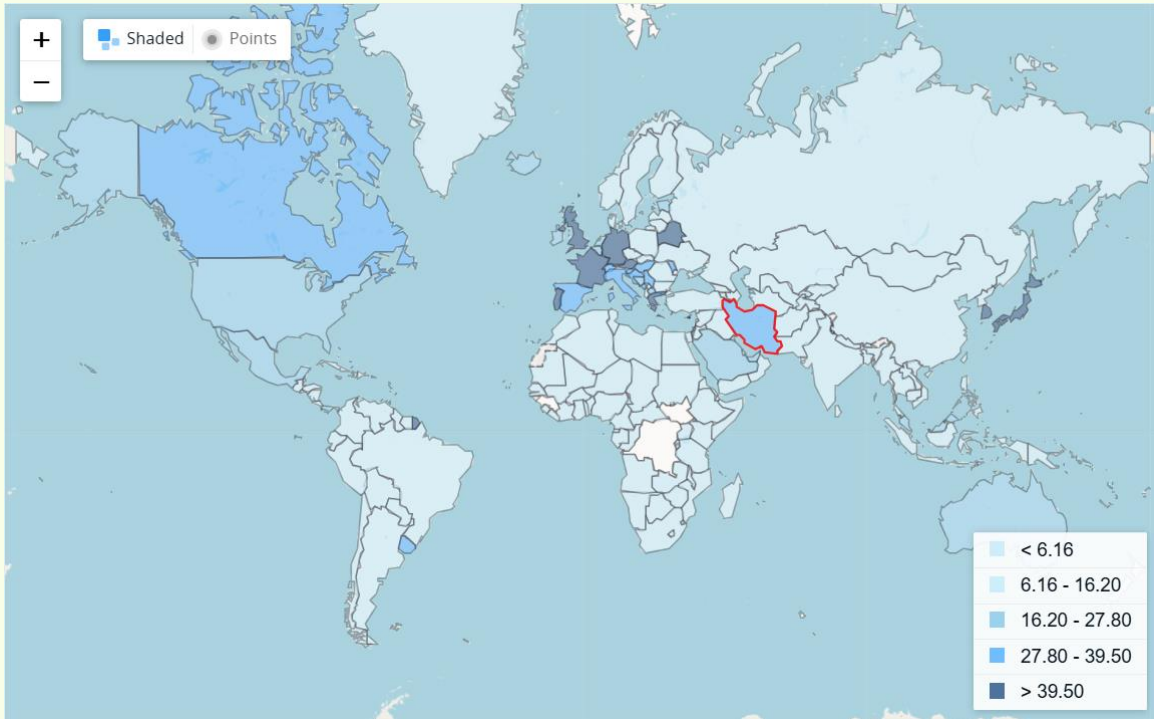 +
Shaded
Points
−
< 6.16
6.16 - 16.20
16.20 - 27.80
27.80 - 39.50
> 39.50